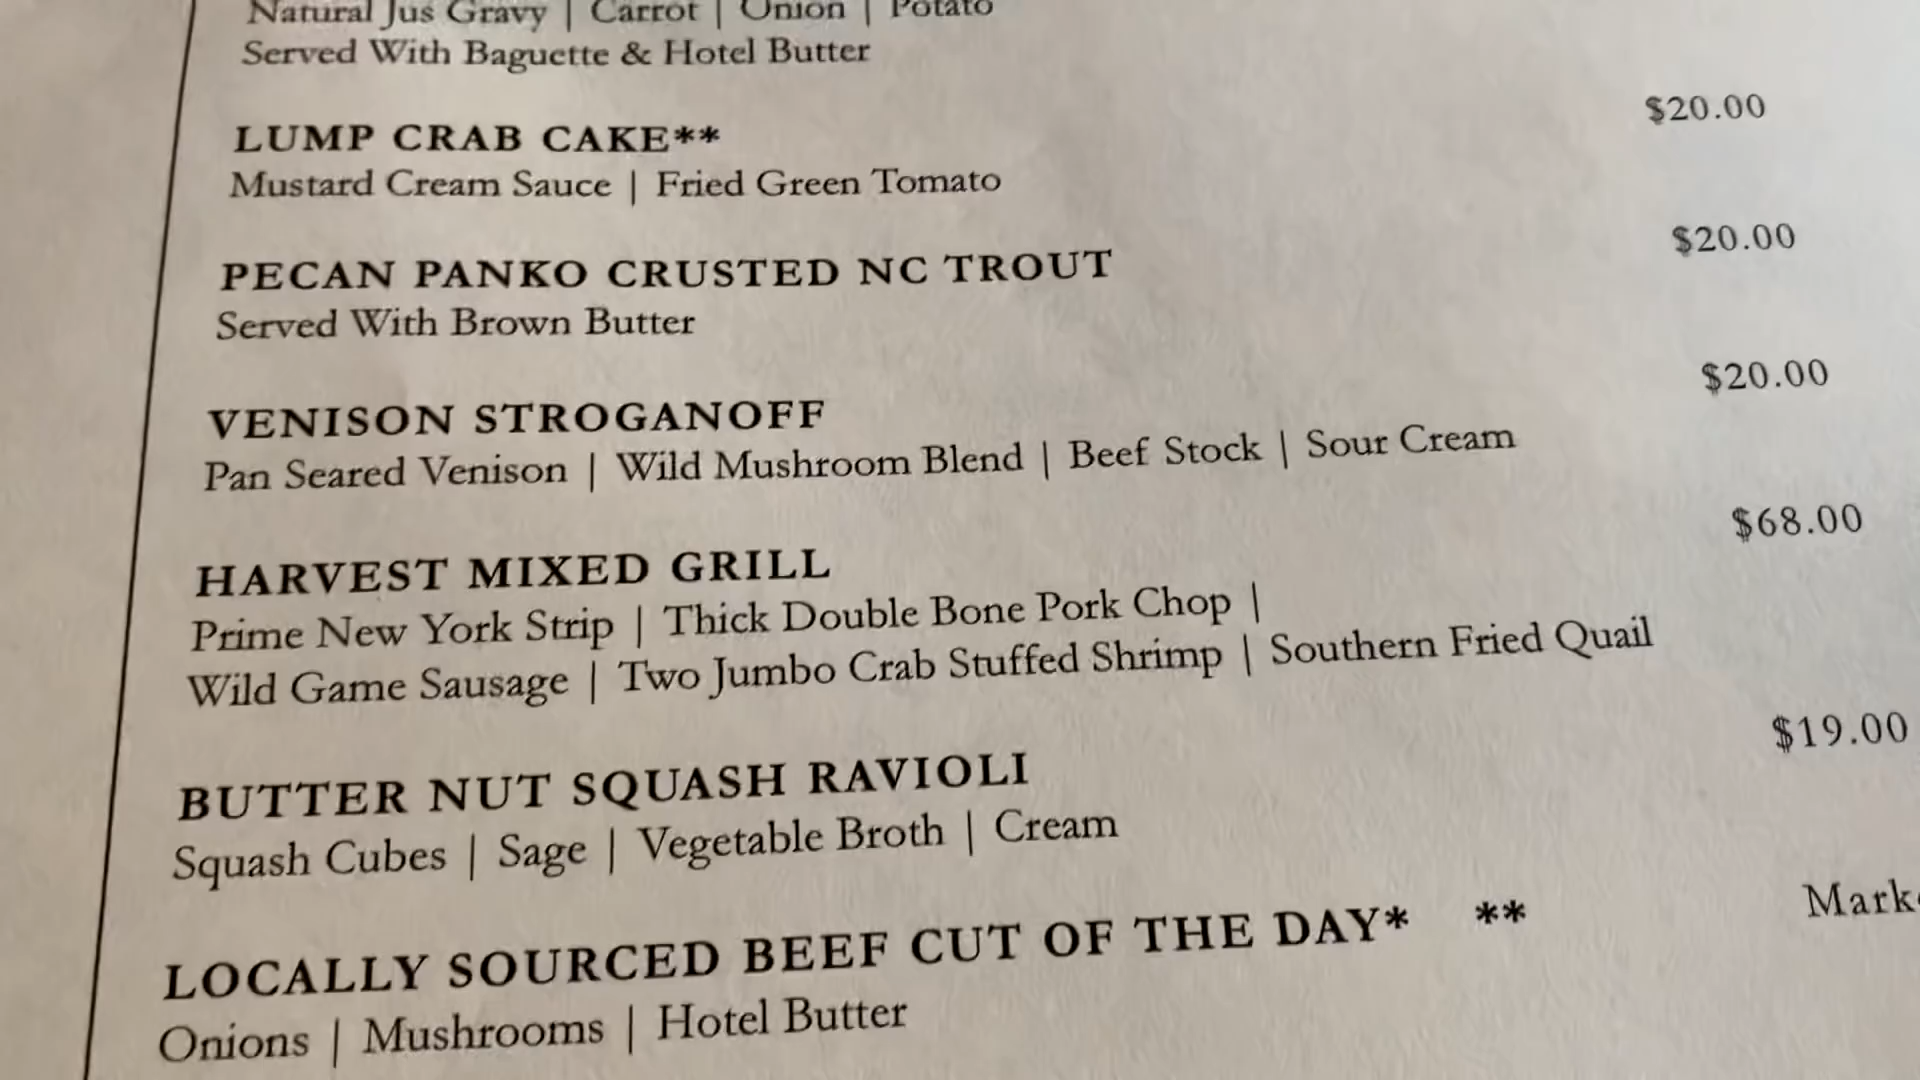 Natural Jus Gravy | Carrot | Onion | Potato
Served With Baguette & Hotel Butter
LUMP CRAB CAKE** $20.00
Mustard Cream Sauce | Fried Green Tomato
PECAN PANKO CRUSTED NC TROUT $20.00
Served With Brown Butter
VENISON STROGANOFF $20.00
Pan Seared Venison | Wild Mushroom Blend | Beef Stock | Sour Cream
HARVEST MIXED GRILL $68.00
Prime New York Strip | Thick Double Bone Pork Chop |
Wild Game Sausage | Two Jumbo Crab Stuffed Shrimp | Southern Fried Quail
BUTTER NUT SQUASH RAVIOLI $19.00
Squash Cubes | Sage | Vegetable Broth | Cream
LOCALLY SOURCED BEEF CUT OF THE DAY* **
Onions | Mushrooms | Hotel Butter